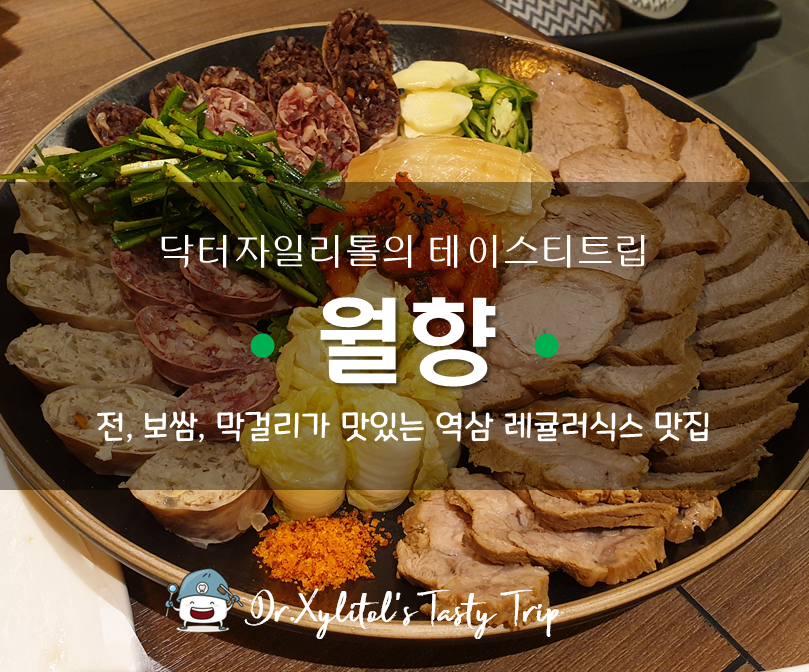 닥터자일리톨의 테이스티트립
월향
전, 보쌈, 막걸리가 맛있는 역삼 레귤러식스 맛집
Dr.Xylitol's Tasty Trip